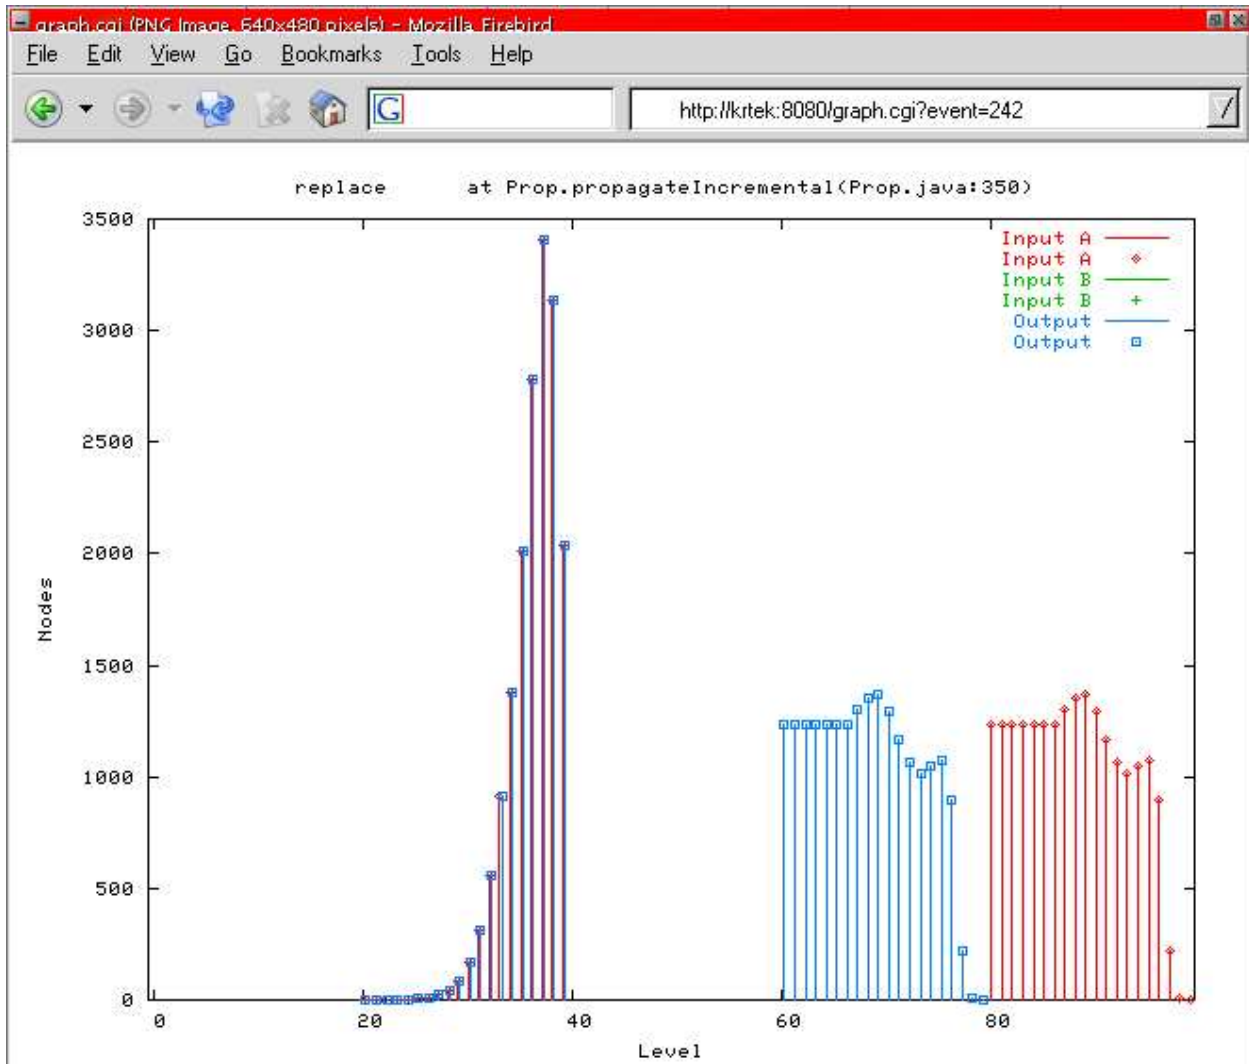 graph.cgi (PNG Image, 640x480 pixels) - Mozilla Firebird
File Edit View Go Bookmarks Tools Help
G
http://krtek:8080/graph.cgi?event=242
replace at Prop.propagateIncremental(Prop.java:350)
3500
3000
2500
2000
1500
1000
500
0
Nodes
Input A
Input A
Input B
Input B
Output
Output
0 20 40 60 80
Level